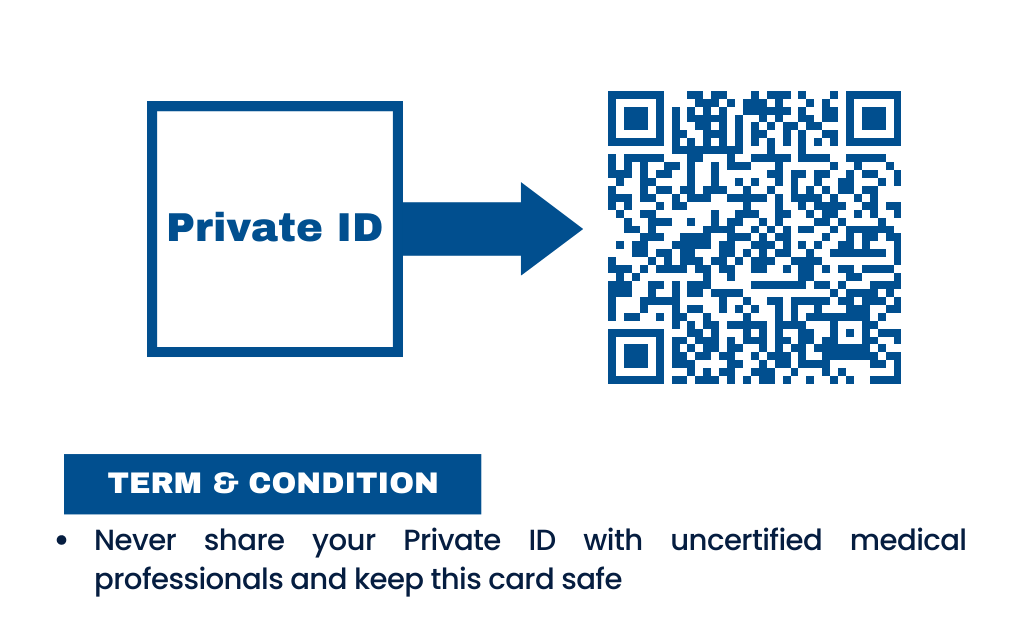 Private ID
TERM & CONDITION
• Never share your Private ID with uncertified medical
professionals and keep this card safe